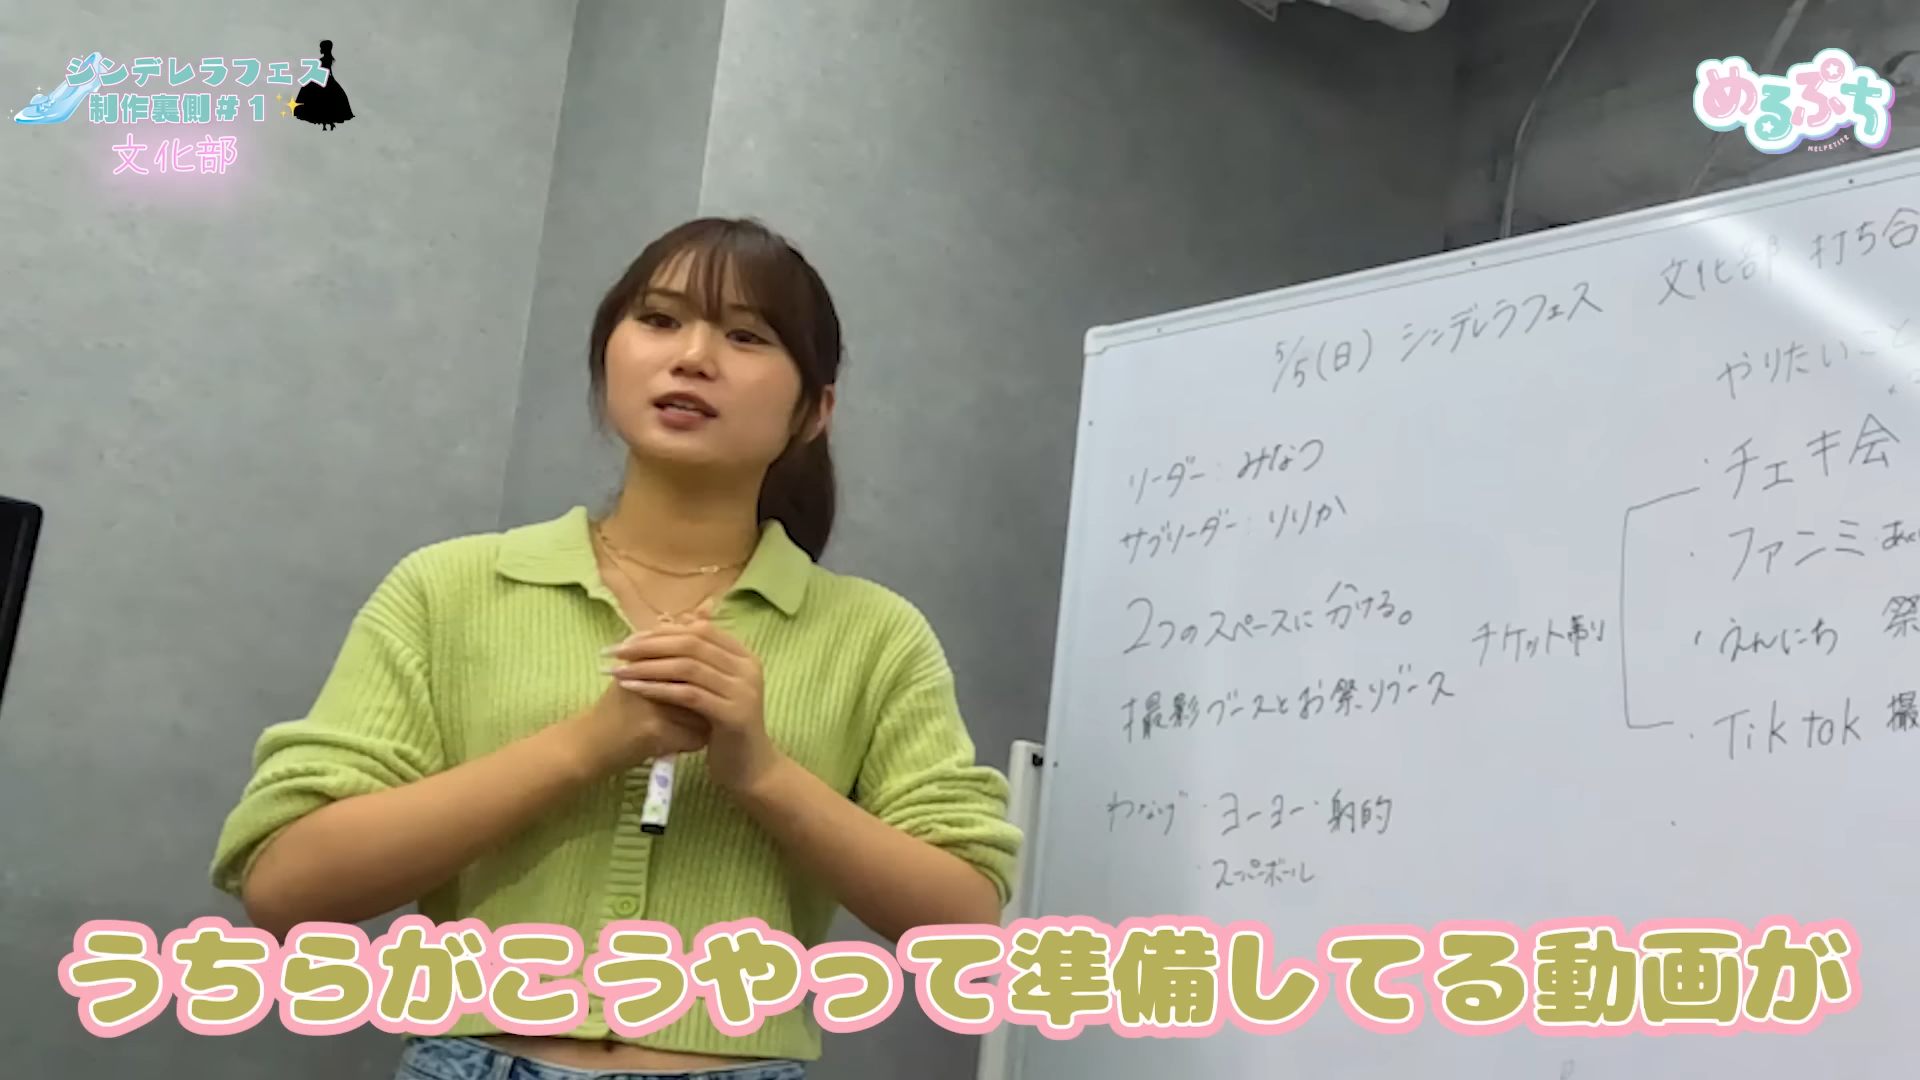 シンデレラフェス
制作裏側#1
文化部
めるぷち
MELPETITE
5/5(日) シンデレラフェス 文化部 打ち合
やりたいこと
リーダー:みなつ
サブリーダー:りりか
2つのスペースに分ける。
撮影ブースとお祭りブース
チケット制
・チェキ会
・ファンミ
・えんにち 祭
・Tik tok 撮
わなげ・ヨーヨー・射的
・スーパーボール
うちらがこうやって準備してる動画が